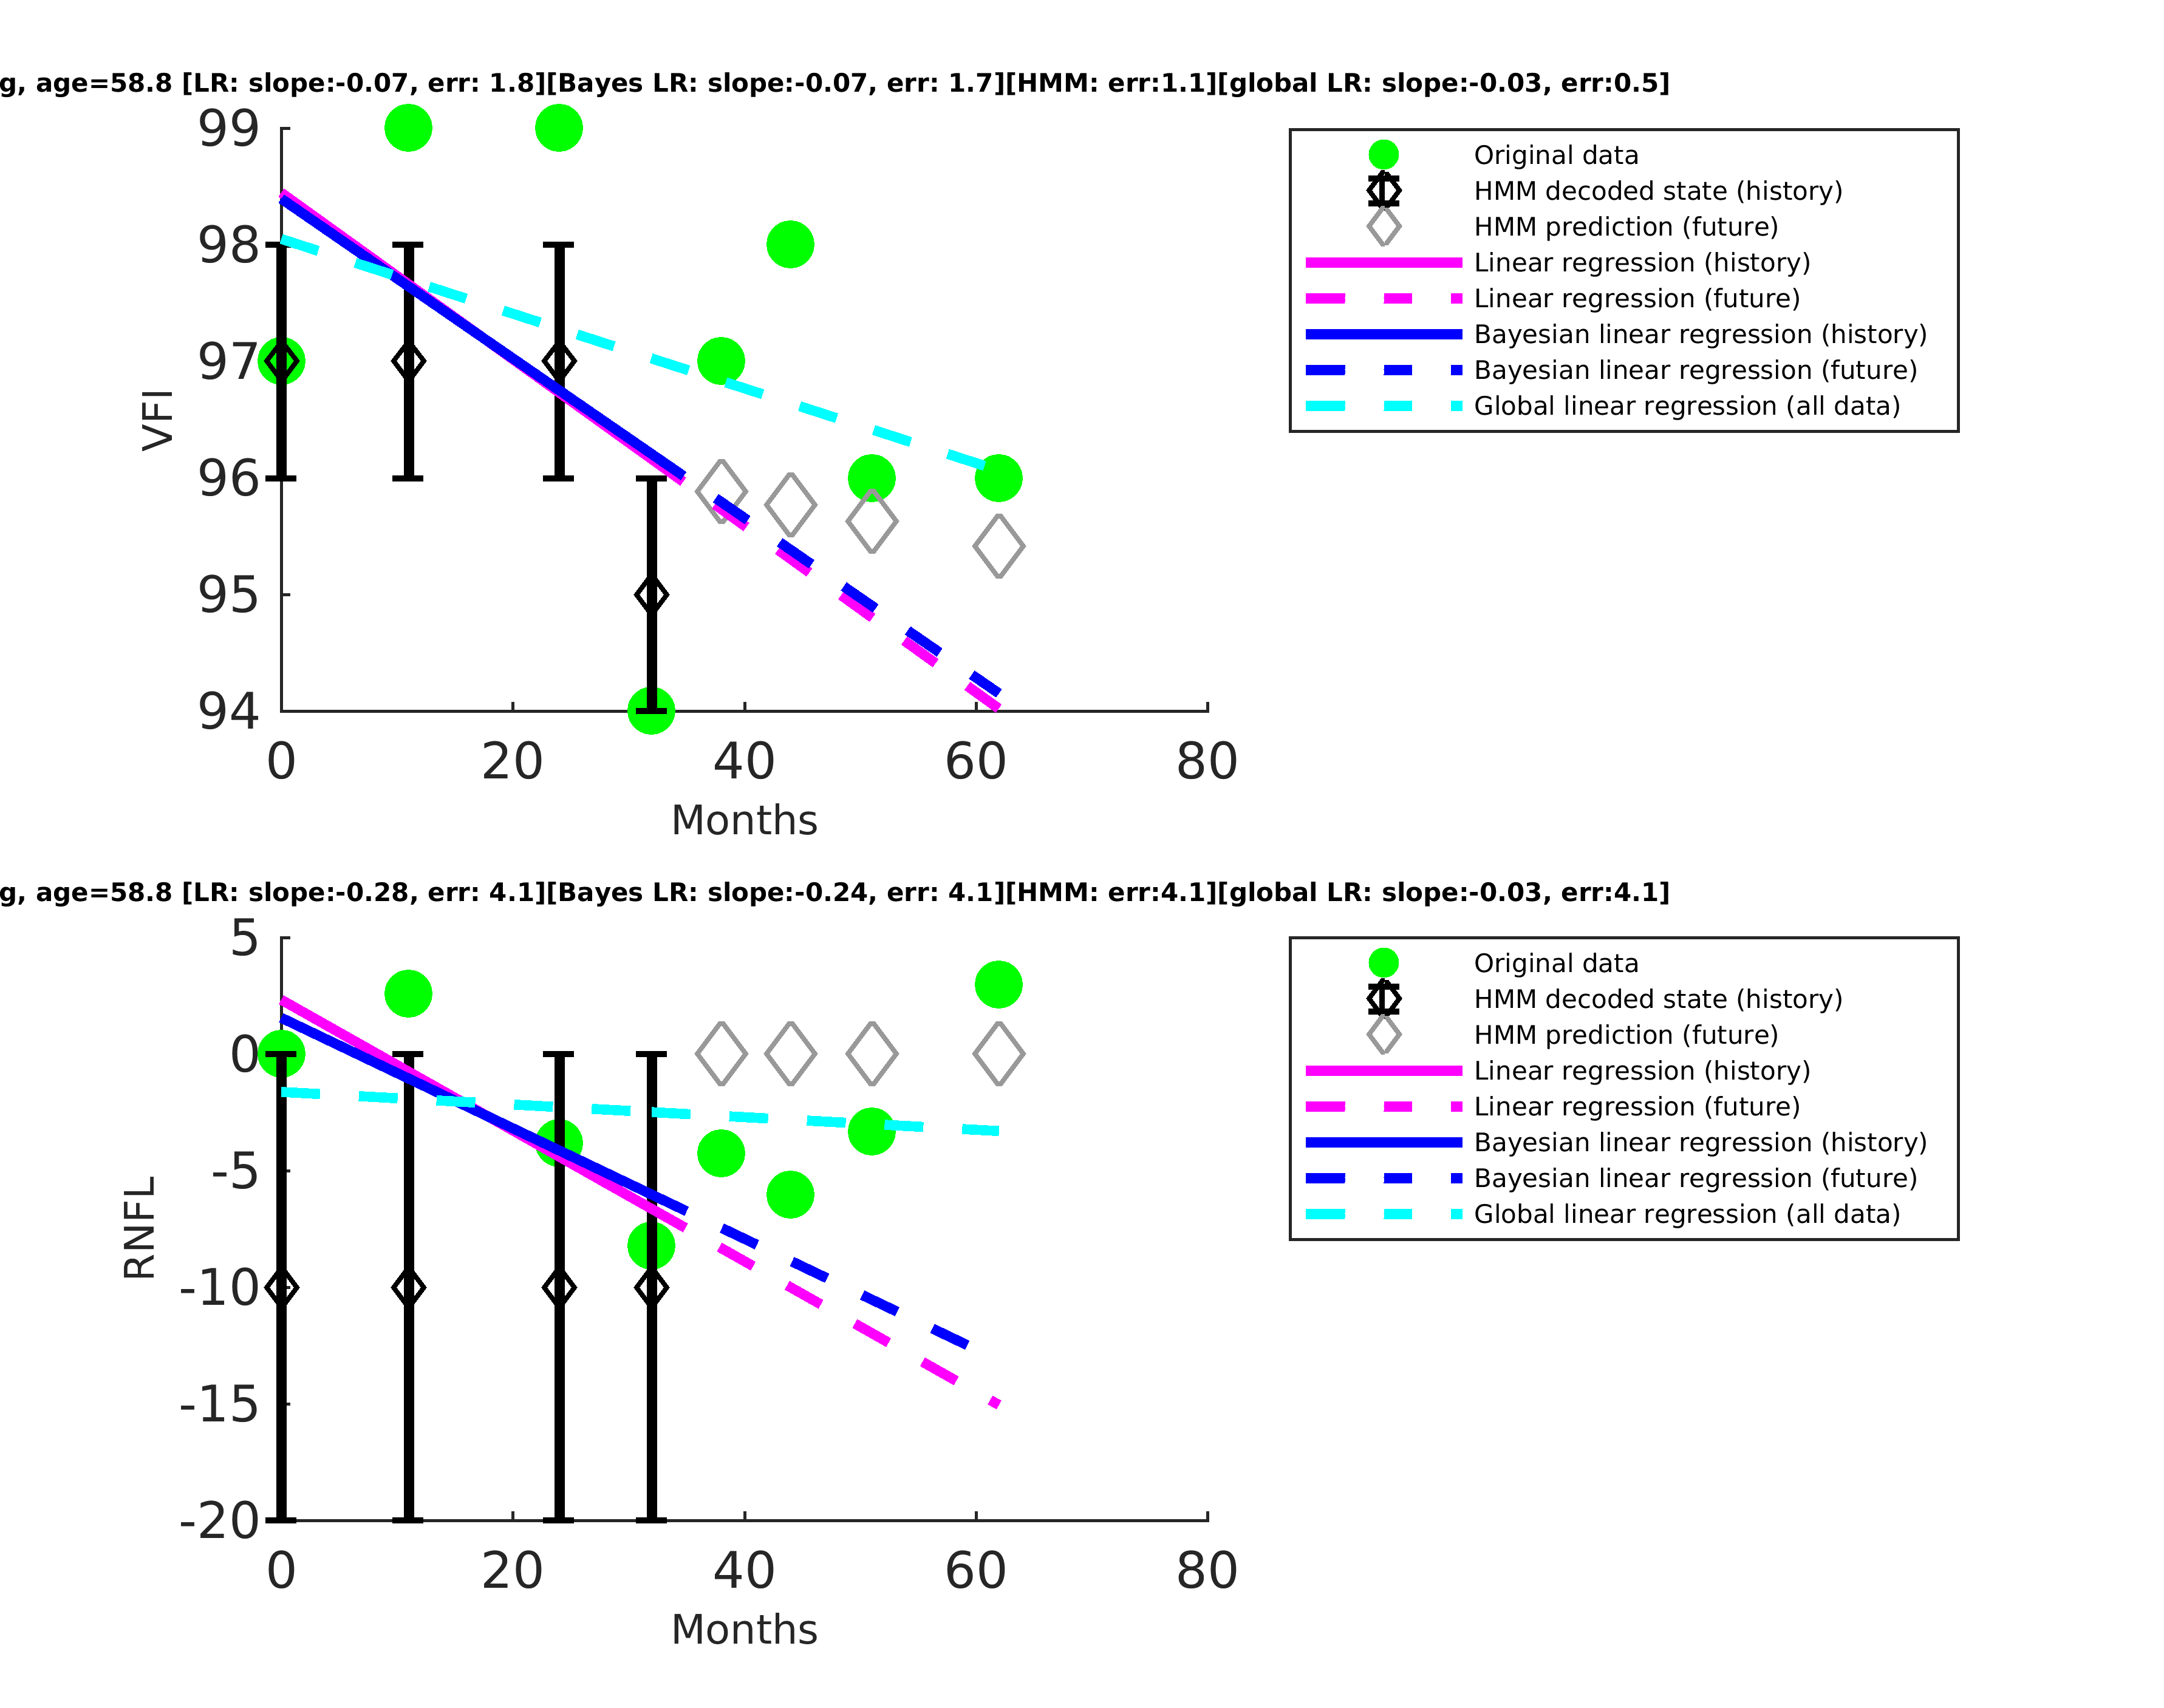 g, age=58.8 [LR: slope:-0.07, err: 1.8][Bayes LR: slope:-0.07, err: 1.7][HMM: err:1.1][global LR: slope:-0.03, err:0.5]
99
98
97
96
95
94
VFI
0 20 40 60 80
Months
Original data
HMM decoded state (history)
HMM prediction (future)
Linear regression (history)
Linear regression (future)
Bayesian linear regression (history)
Bayesian linear regression (future)
Global linear regression (all data)
g, age=58.8 [LR: slope:-0.28, err: 4.1][Bayes LR: slope:-0.24, err: 4.1][HMM: err:4.1][global LR: slope:-0.03, err:4.1]
5
0
-5
-10
-15
-20
RNFL
0 20 40 60 80
Months
Original data
HMM decoded state (history)
HMM prediction (future)
Linear regression (history)
Linear regression (future)
Bayesian linear regression (history)
Bayesian linear regression (future)
Global linear regression (all data)